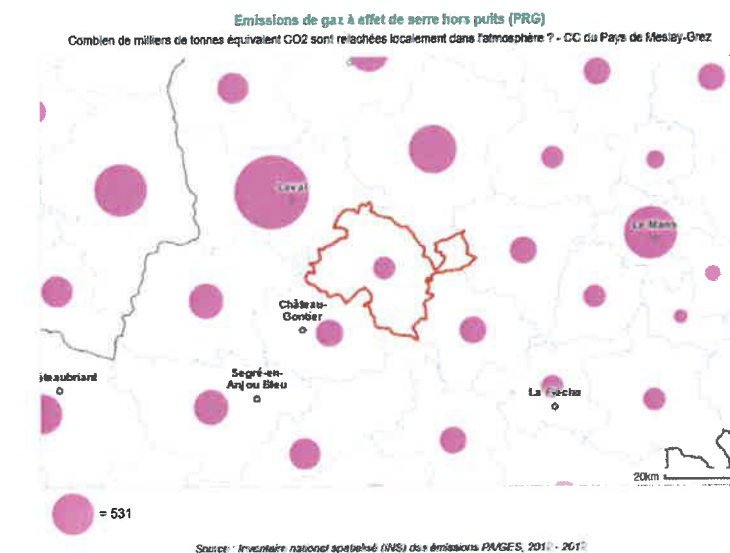 Emissions de gaz à effet de serre hors puits (PRG)
Combien de milliers de tonnes équivalent CO2 sont relachées localement dans l'atmosphère ? - CC du Pays de Meslay-Grez
Laval
Le Mans
Château-
Gontier
Segré-en-
Anjou Bleu
teaubriant
La Flèche
20km
= 531
Source : Inventaire national spatialisé (INS) des émissions PA/GES,